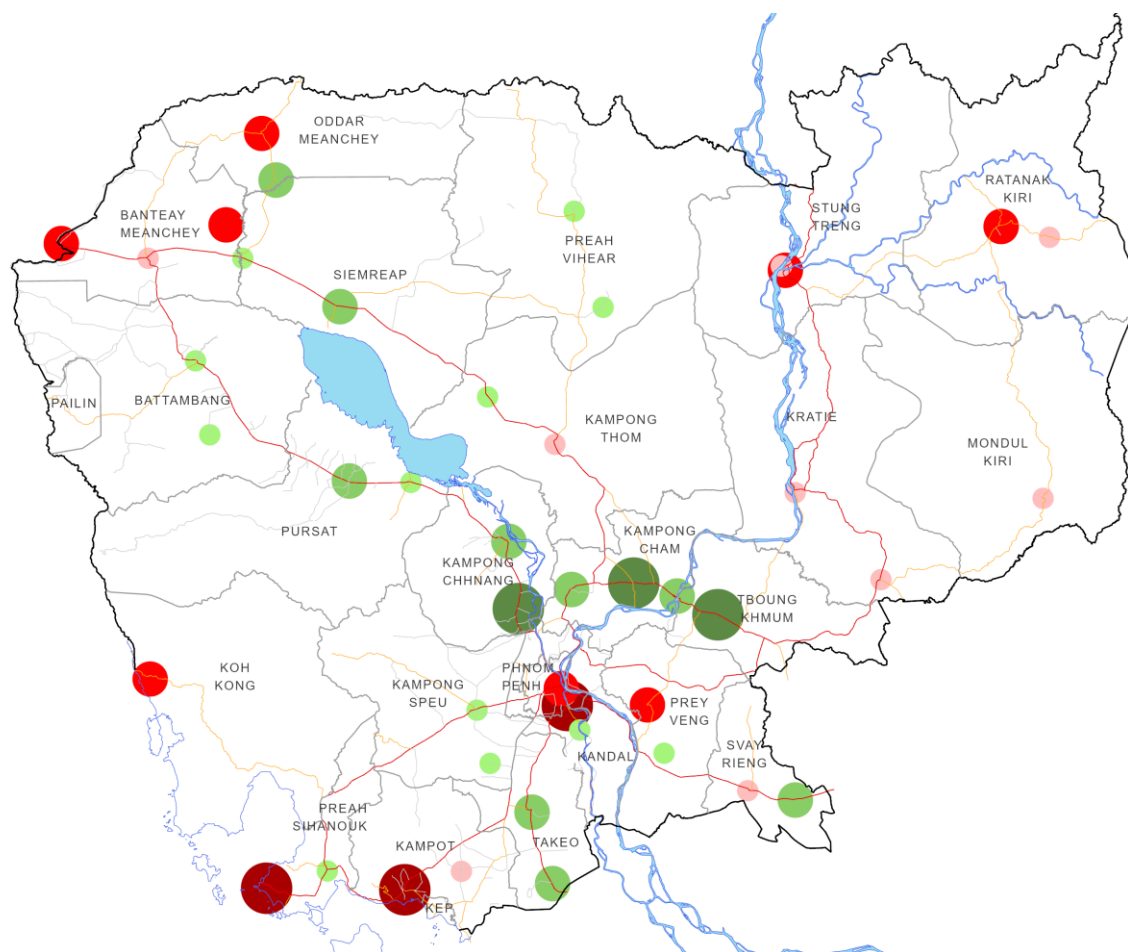 ODDAR
MEANCHEY
BANTEAY
MEANCHEY
RATANAK
KIRI
STUNG
TRENG
PREAH
VIHEAR
SIEMREAP
PAILIN
BATTAMBANG
KAMPONG
THOM
KRATIE
MONDUL
KIRI
PURSAT
KAMPONG
CHAM
KAMPONG
CHHNANG
TBOUNG
KHMUM
KOH
KONG
KAMPONG
SPEU
PHNOM
PENH
PREY
VENG
KANDAL
SVAY
RIENG
PREAH
SIHANOUK
KAMPOT
TAKEO
KEP